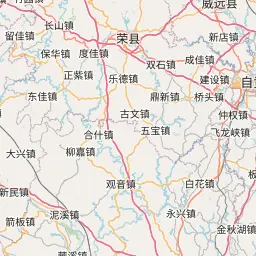 威远县
留佳镇
长山镇
荣县
新店镇
保华镇
度佳镇
双石镇
成佳镇
正紫镇
乐德镇
建设镇
自
东佳镇
鼎新镇
桥头镇
古文镇
仲权镇
合什镇
五宝镇
飞龙峡镇
大兴镇
柳嘉镇
观音镇
白花镇
新民镇
泥溪镇
永兴镇
箭板镇
金秋湖镇